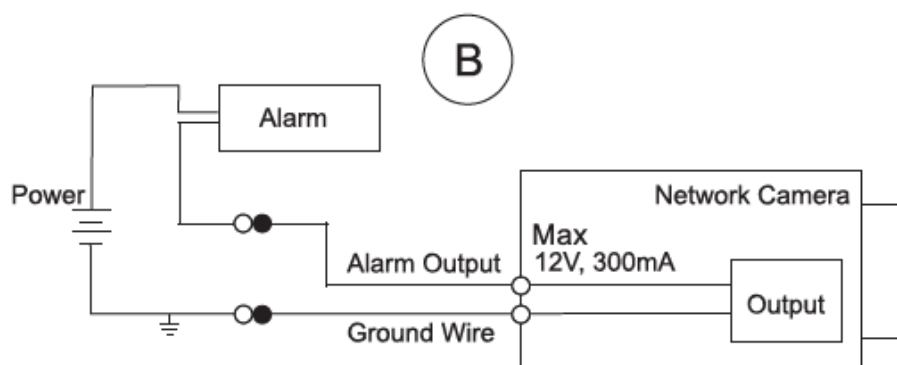 B
Alarm
Power
Network Camera
Max
12V, 300mA
Alarm Output
Output
Ground Wire